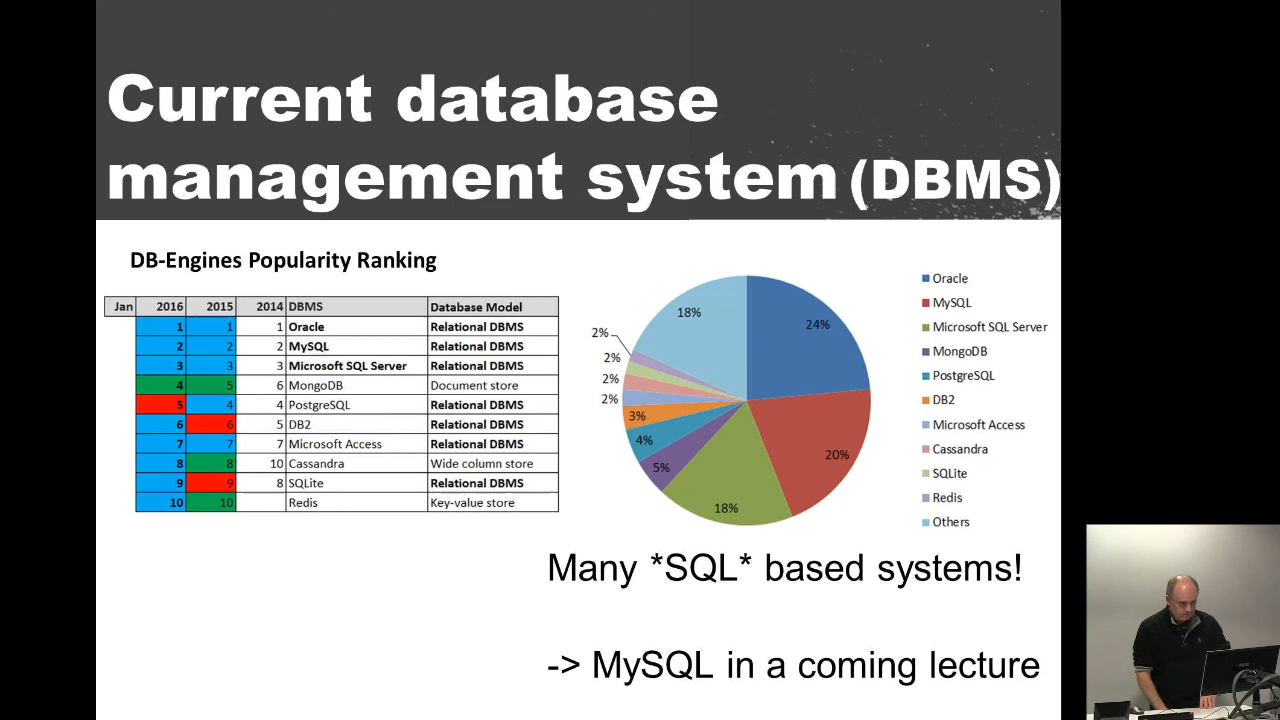 Current database
management system (DBMS)
DB-Engines Popularity Ranking
Jan 2016 2015 2014 DBMS Database Model
1 1 1 Oracle Relational DBMS
2 2 2 MySQL Relational DBMS
3 3 3 Microsoft SQL Server Relational DBMS
4 5 6 MongoDB Document store
5 4 4 PostgreSQL Relational DBMS
6 6 5 DB2 Relational DBMS
7 7 7 Microsoft Access Relational DBMS
8 8 10 Cassandra Wide column store
9 9 8 SQLite Relational DBMS
10 10 Redis Key-value store
24%
20%
18%
5%
4%
3%
2%
2%
2%
2%
18%
Oracle
MySQL
Microsoft SQL Server
MongoDB
PostgreSQL
DB2
Microsoft Access
Cassandra
SQLite
Redis
Others
Many *SQL* based systems!
-> MySQL in a coming lecture